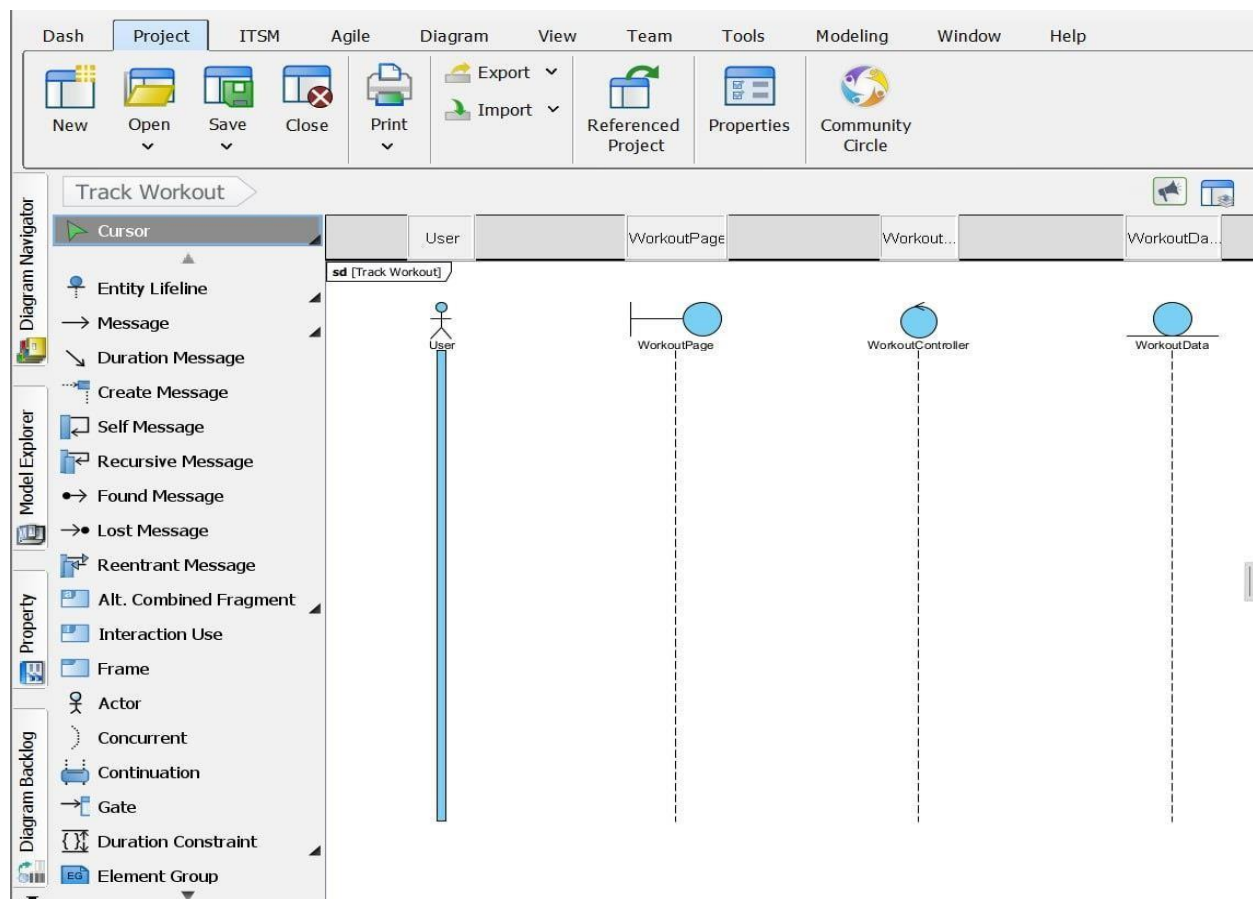 Dash Project ITSM Agile Diagram View Team Tools Modeling Window Help
New Open Save Close Print Export Import Referenced Project Properties Community Circle
Track Workout
Diagram Navigator
Model Explorer
Property
Diagram Backlog
Cursor
Entity Lifeline
Message
Duration Message
Create Message
Self Message
Recursive Message
Found Message
Lost Message
Reentrant Message
Alt. Combined Fragment
Interaction Use
Frame
Actor
Concurrent
Continuation
Gate
Duration Constraint
EG Element Group
User WorkoutPage Workout... WorkoutDa...
sd [Track Workout]
User WorkoutPage WorkoutController WorkoutData